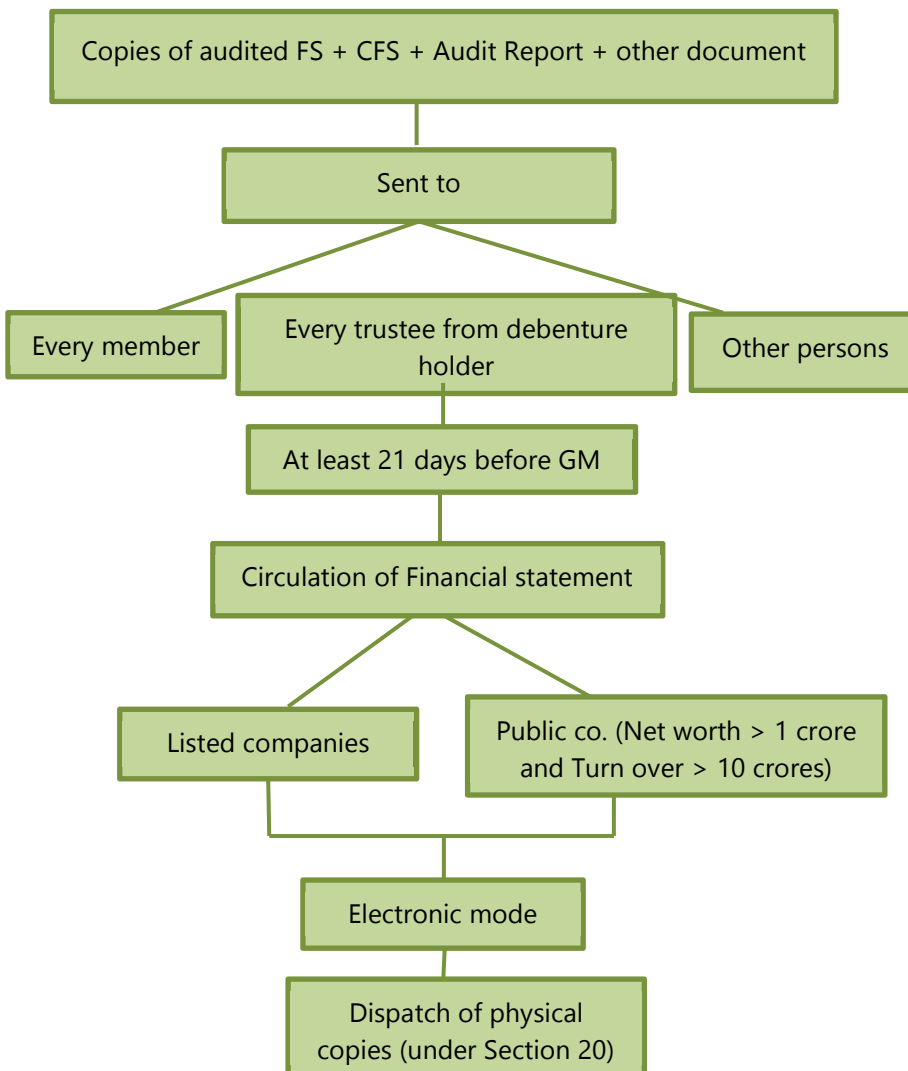 Copies of audited FS + CFS + Audit Report + other document
Sent to
Every member
Every trustee from debenture
holder
Other persons
At least 21 days before GM
Circulation of Financial statement
Listed companies
Public co. (Net worth > 1 crore
and Turn over > 10 crores)
Electronic mode
Dispatch of physical
copies (under Section 20)